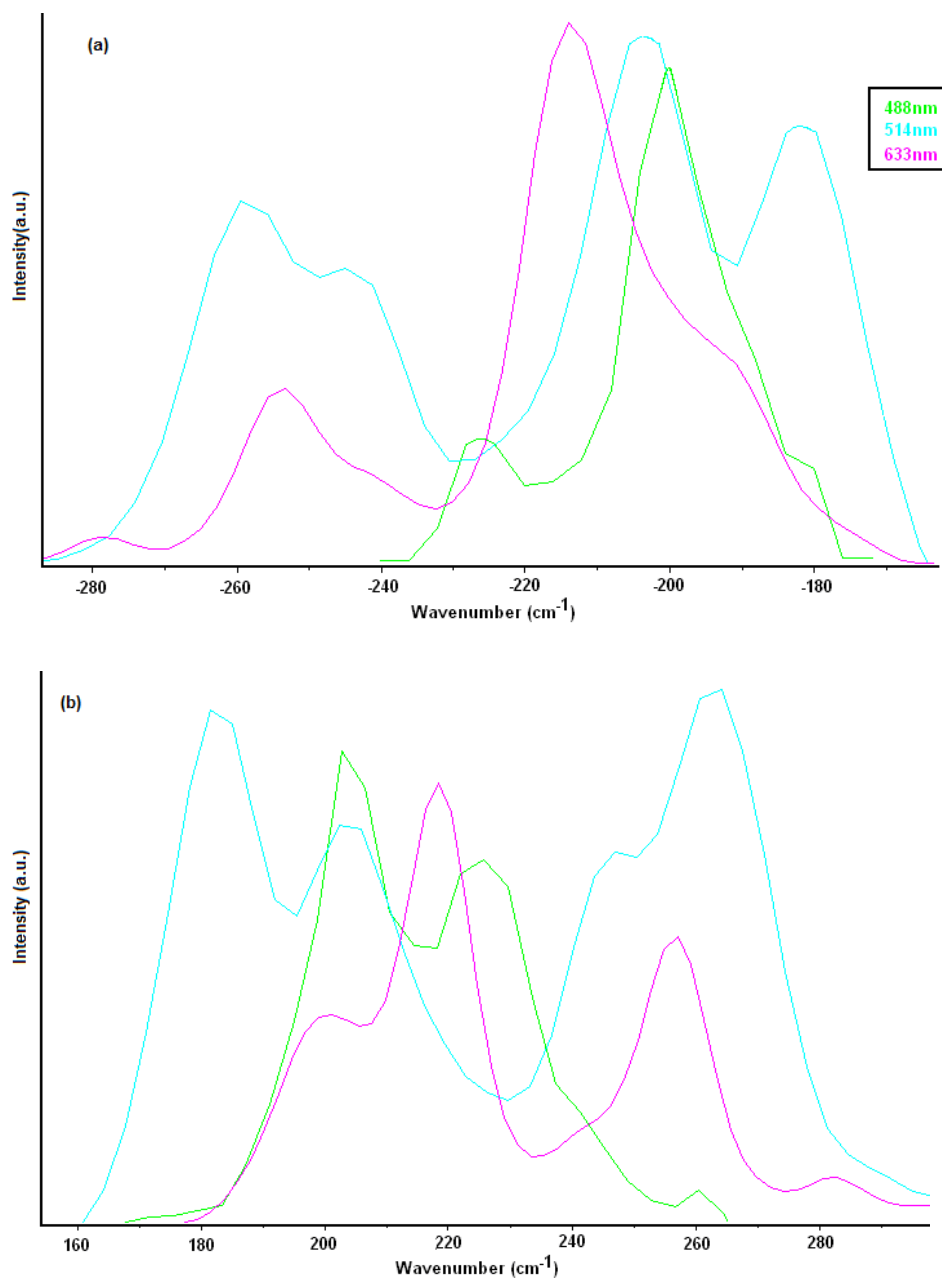 (a)
488nm
514nm
633nm
Intensity(a.u.)
-280 -260 -240 -220 -200 -180
Wavenumber (cm⁻¹)
(b)
Intensity (a.u.)
160 180 200 220 240 260 280
Wavenumber (cm⁻¹)